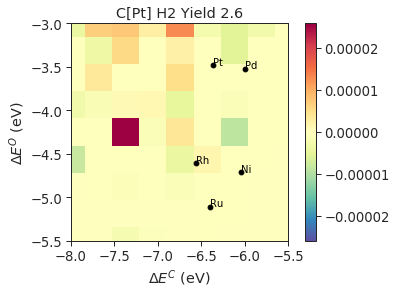 C[Pt] H2 Yield 2.6
−3.0
−3.5
−4.0
−4.5
−5.0
−5.5
ΔE^O (eV)
Pt
Pd
Rh
Ni
Ru
−8.0 −7.5 −7.0 −6.5 −6.0 −5.5
ΔE^C (eV)
0.00002
0.00001
0.00000
−0.00001
−0.00002